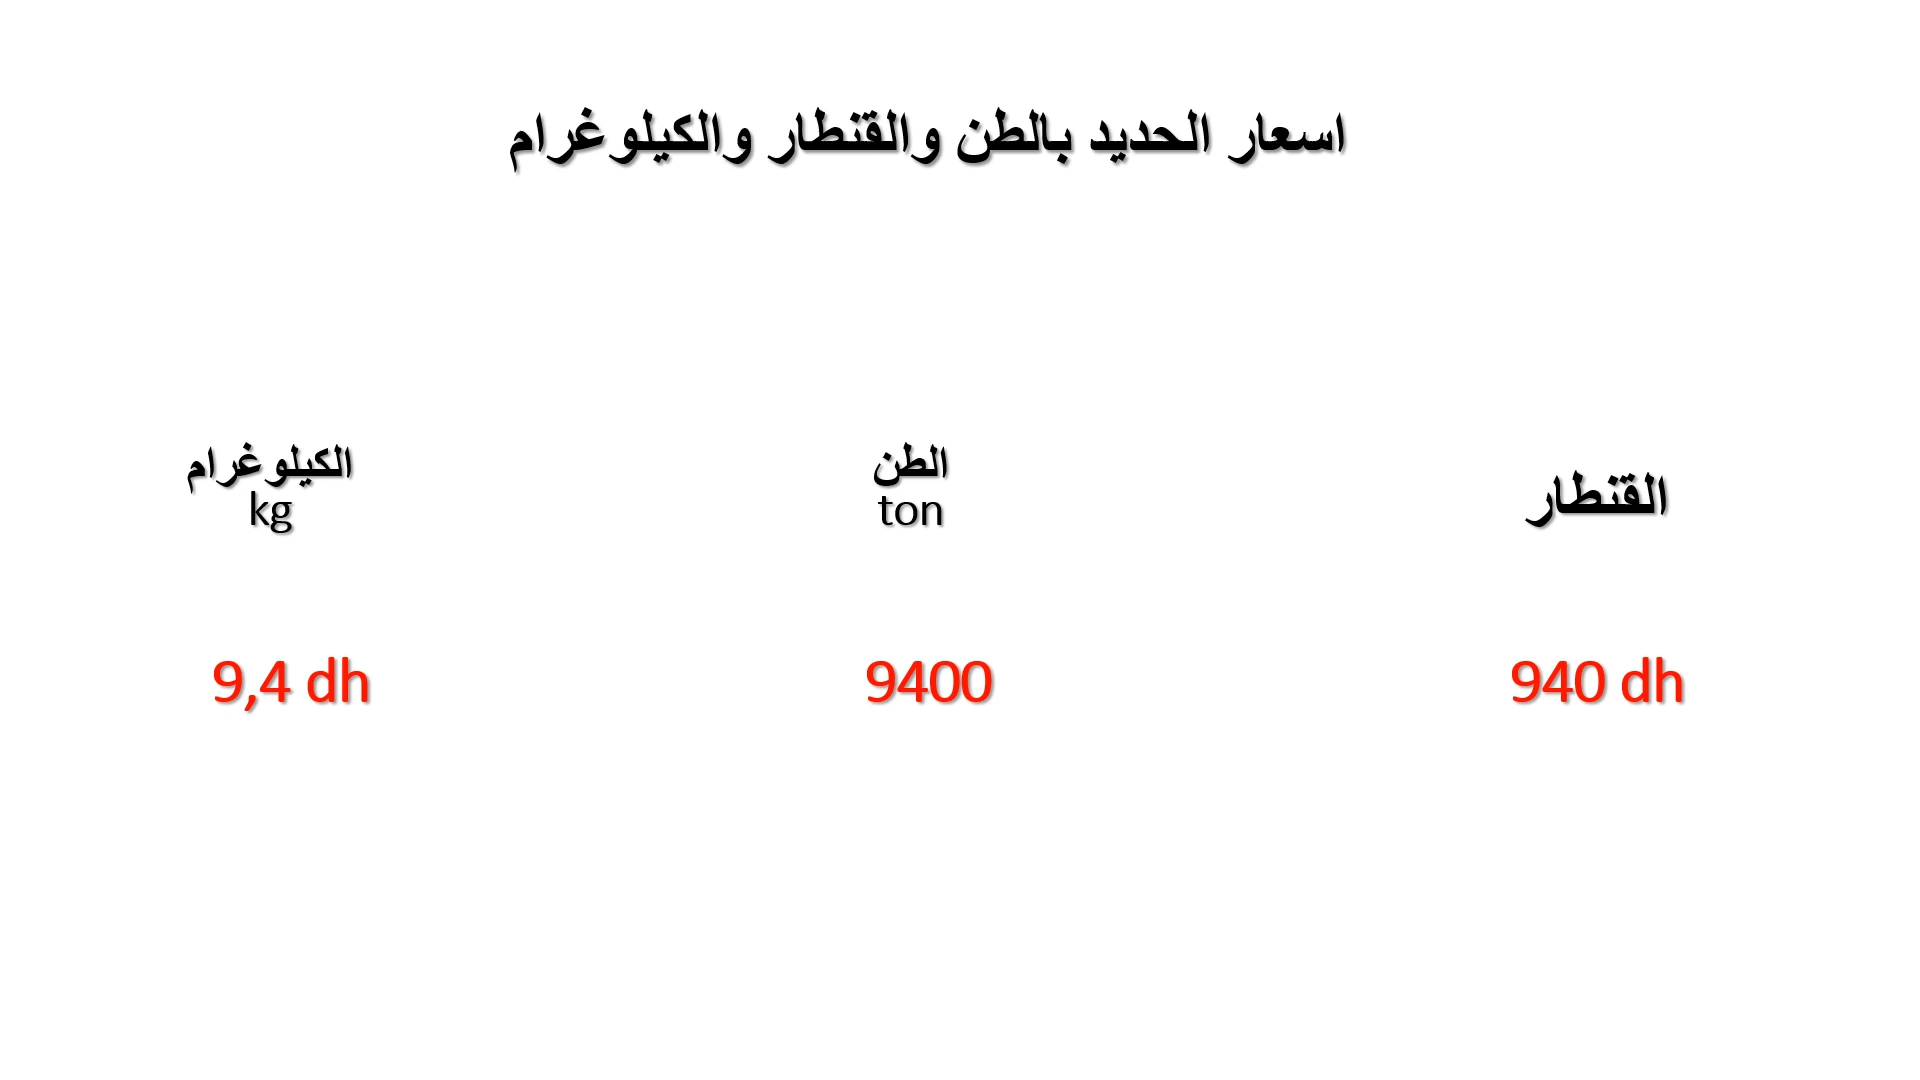 اسعار الحديد بالطن والقنطار والكيلوغرام
القنطار
الطن
ton
الكيلوغرام
kg
940 dh
9400
9,4 dh